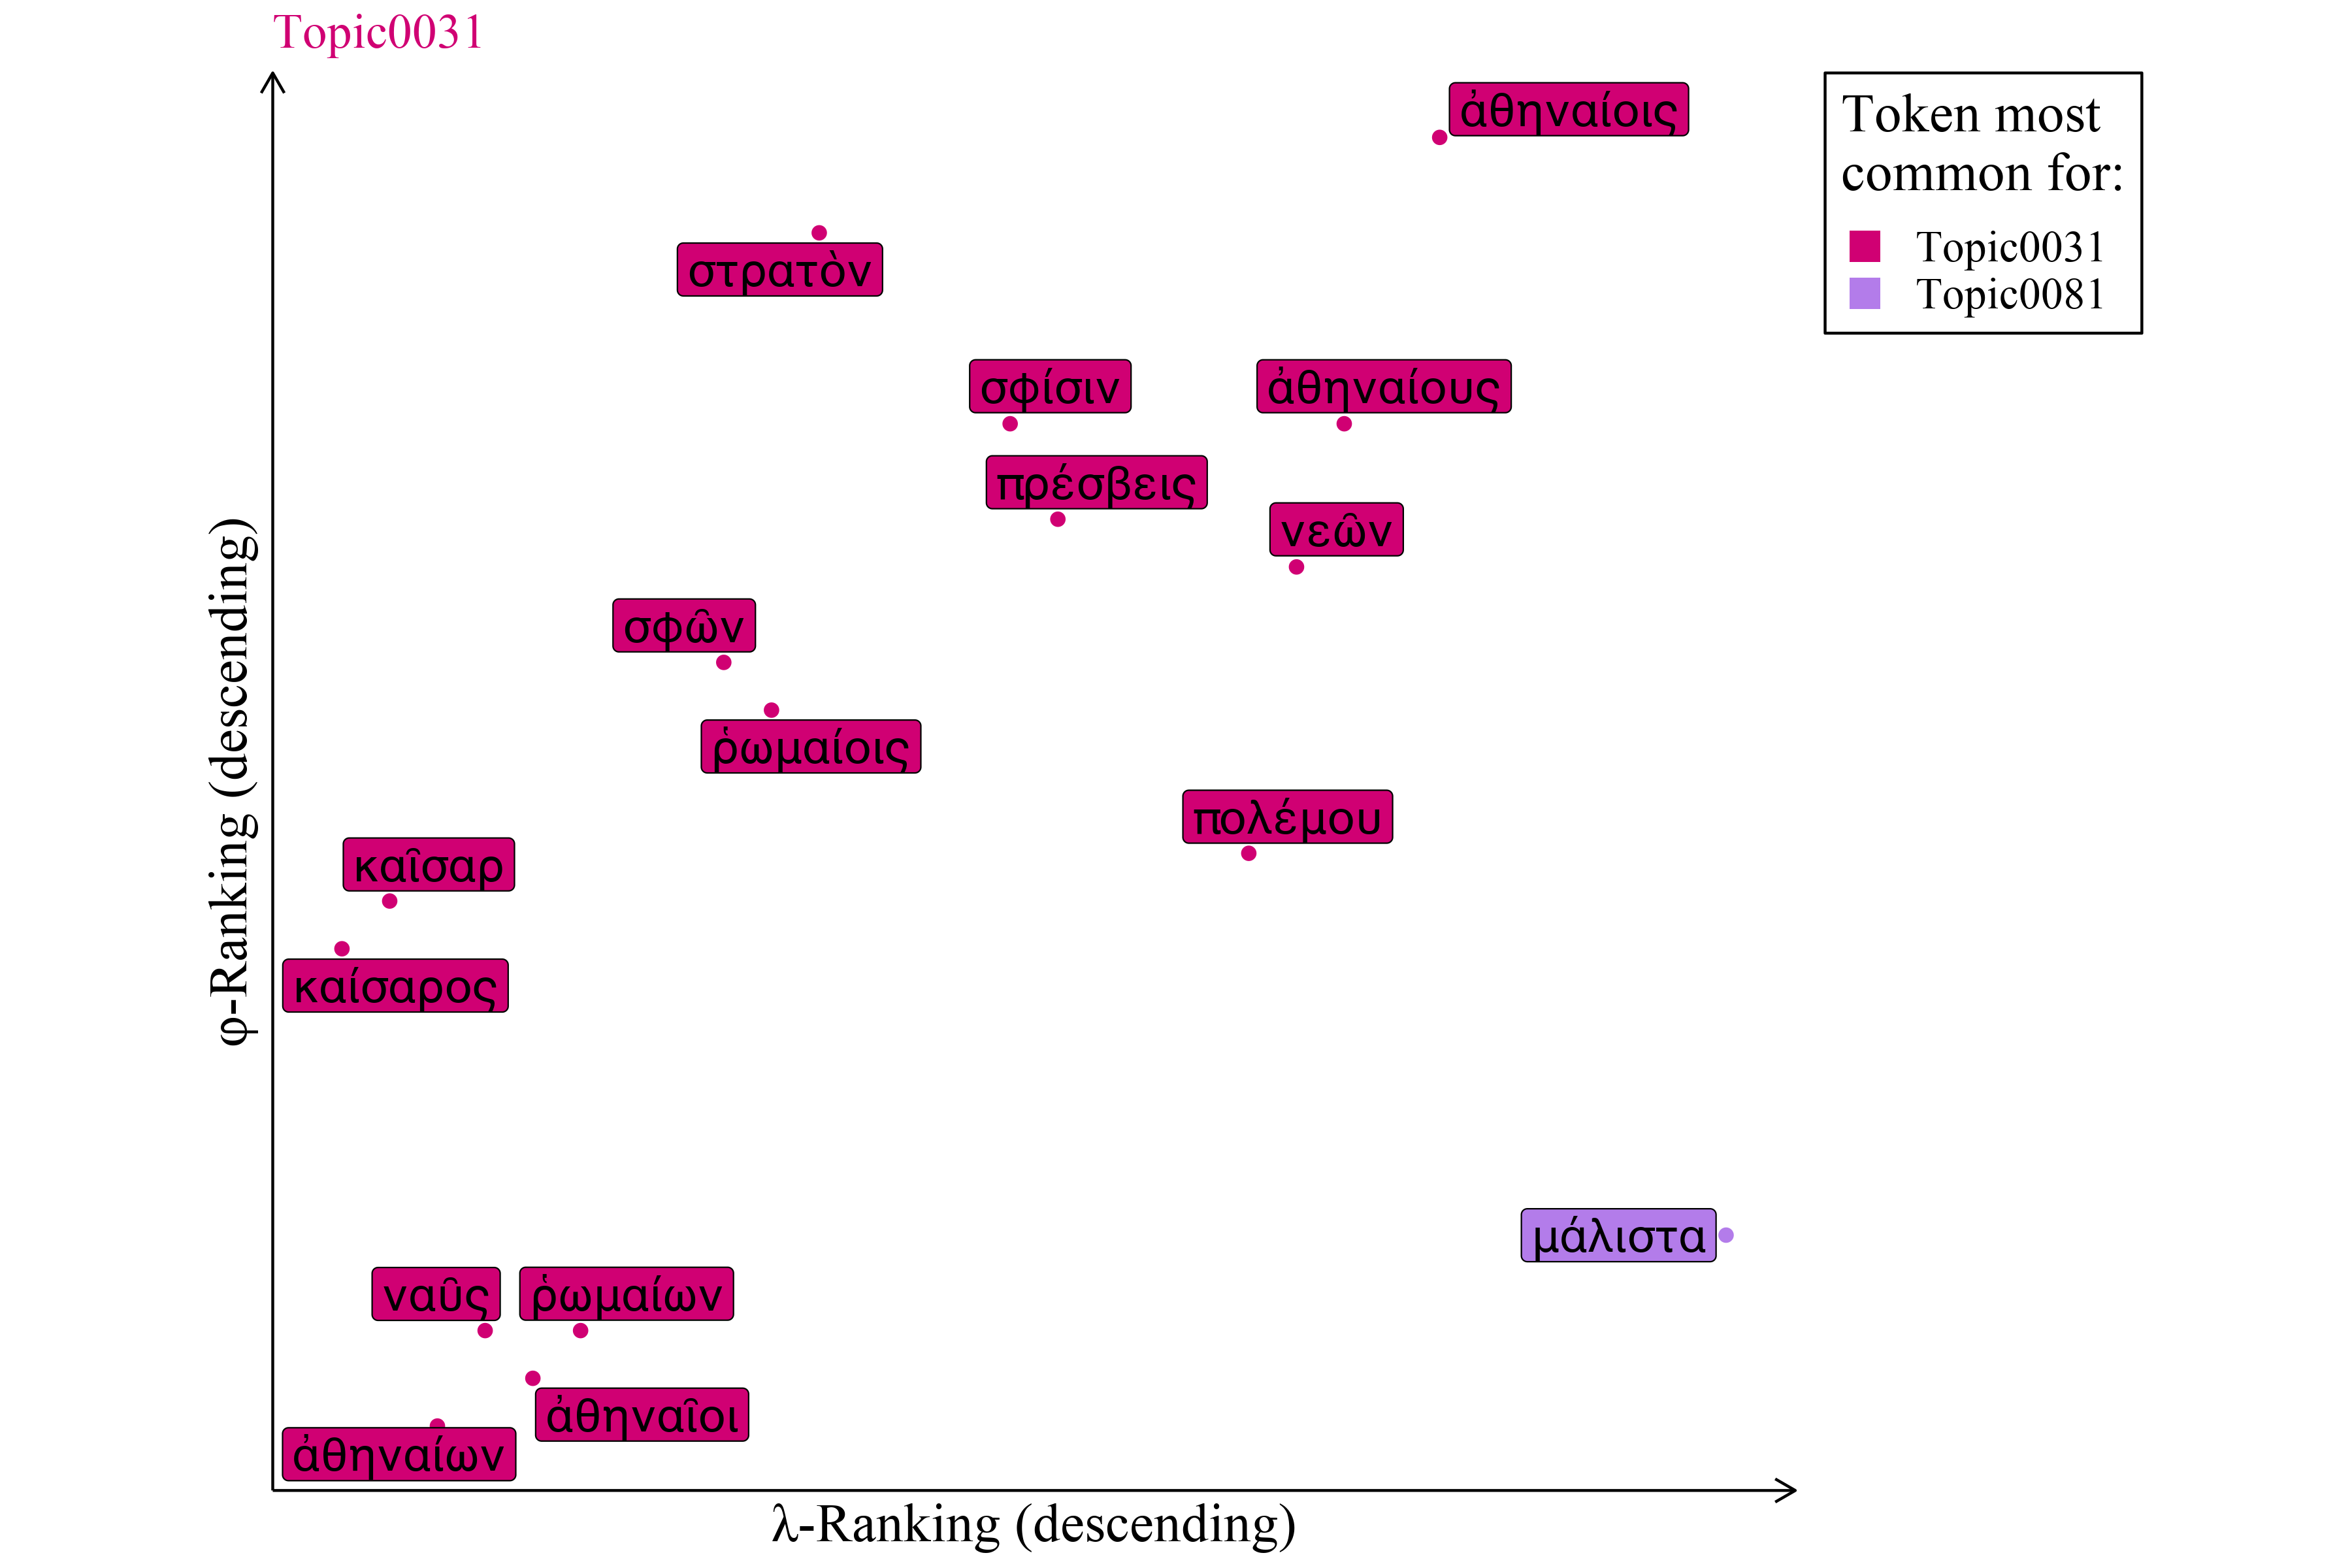 Topic0031
ἀθηναίοις
Token most
common for:
Topic0031
Topic0081
στρατὸν
σφίσιν
ἀθηναίους
πρέσβεις
νεῶν
σφῶν
ῥωμαίοις
πολέμου
καῖσαρ
καίσαρος
μάλιστα
ναῦς
ῥωμαίων
ἀθηναῖοι
ἀθηναίων
φ-Ranking (descending)
λ-Ranking (descending)